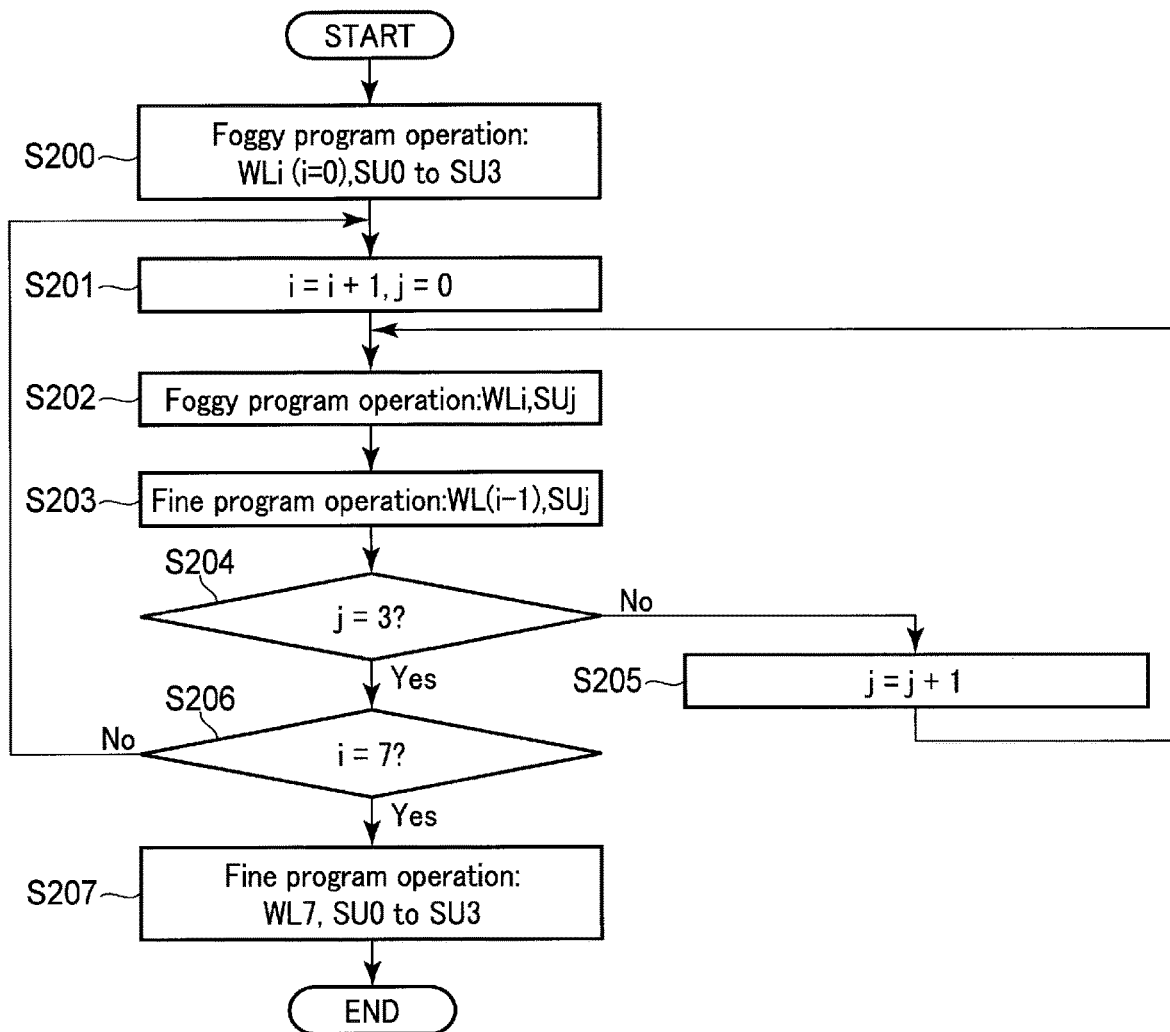 START
S200
Foggy program operation:
WLi (i=0),SU0 to SU3
S201
i = i + 1, j = 0
S202
Foggy program operation:WLi,SUj
S203
Fine program operation:WL(i-1),SUj
S204
j = 3?
No
Yes
S205
j = j + 1
S206
i = 7?
No
Yes
S207
Fine program operation:
WL7, SU0 to SU3
END